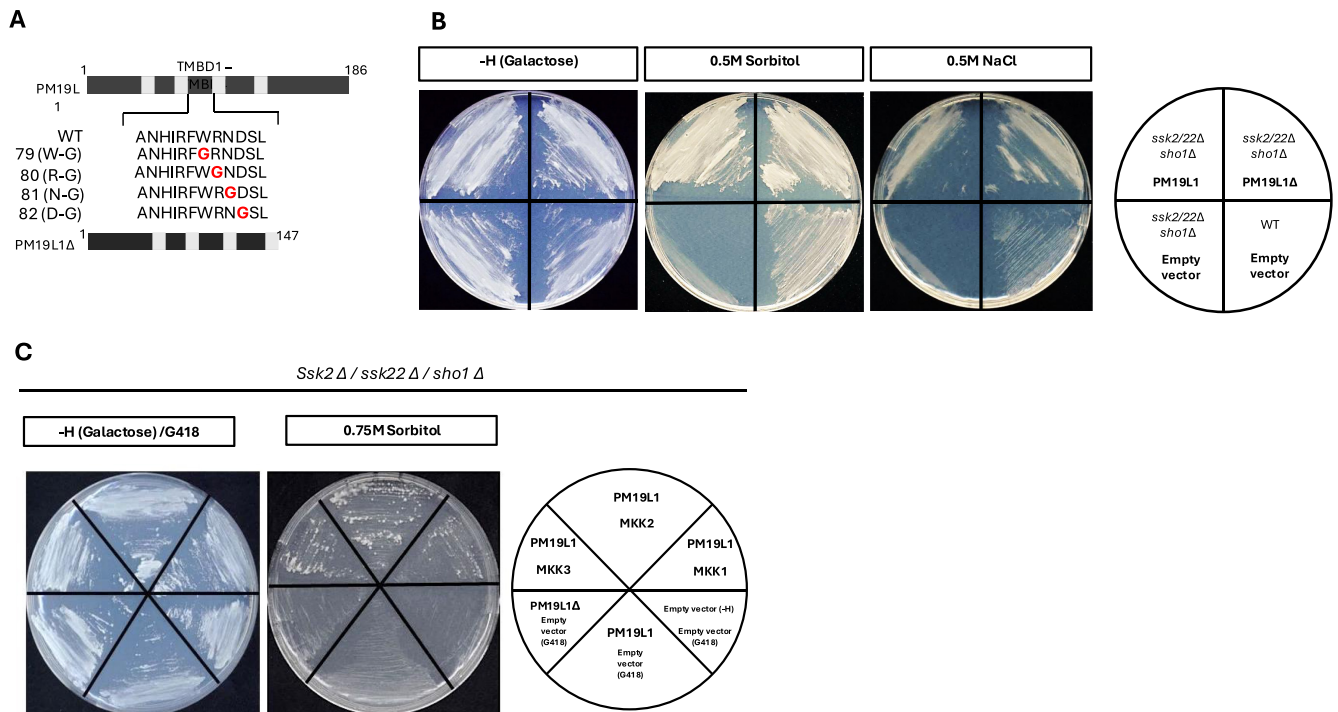 A
TMBD1 –
1
186
PM19L
MB
1
WT
ANHIRFWRNDSL
79 (W-G)
ANHIRFGRNDSL
80 (R-G)
ANHIRFWGNDSL
81 (N-G)
ANHIRFWRGDSL
82 (D-G)
ANHIRFWRNGSL
1
147
PM19L1Δ
B
-H (Galactose)
0.5M Sorbitol
0.5M NaCl
ssk2/22Δ
sho1Δ
PM19L1
ssk2/22Δ
sho1Δ
PM19L1Δ
ssk2/22Δ
sho1Δ
Empty
vector
WT
Empty
vector
C
Ssk2 Δ / ssk22 Δ / sho1 Δ
-H (Galactose) /G418
0.75M Sorbitol
PM19L1
MKK2
PM19L1
MKK3
PM19L1
MKK1
PM19L1Δ
Empty
vector
(G418)
PM19L1
Empty
vector
(G418)
Empty vector (-H)
Empty vector
(G418)